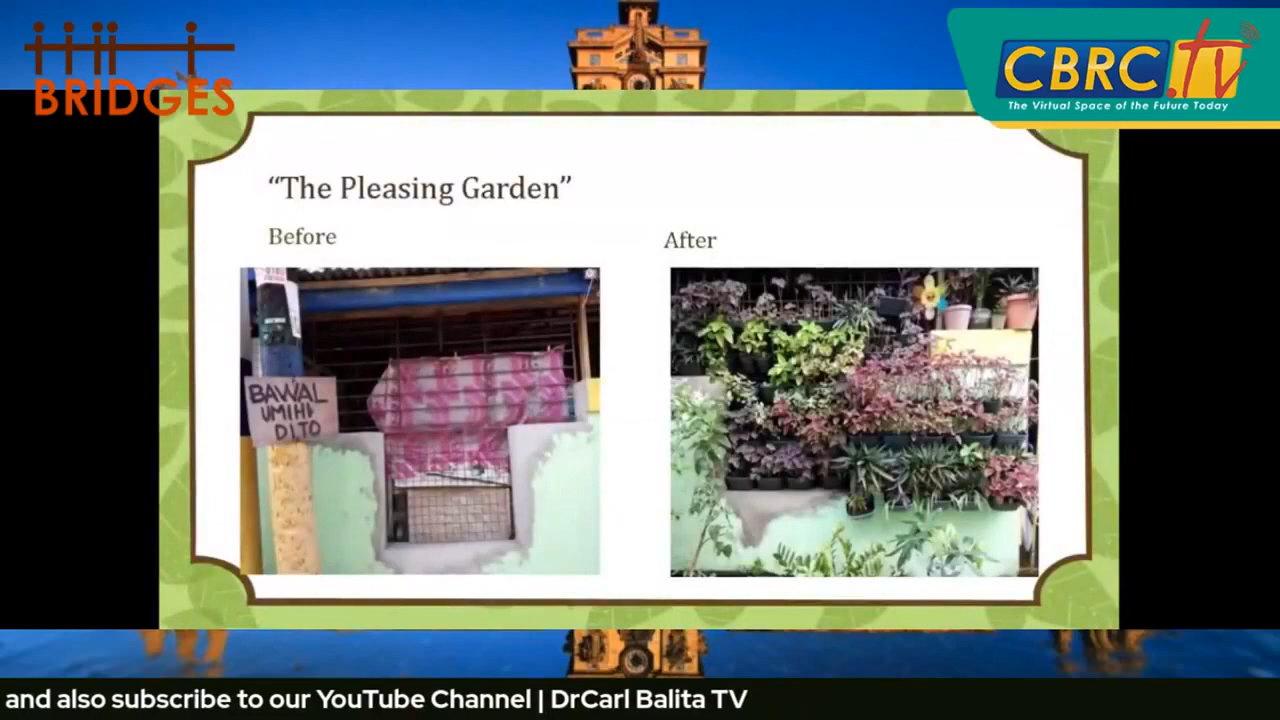 BRIDGES
CBRC.tv
The Virtual Space of the Future Today
“The Pleasing Garden”
Before
After
BAWAL
UMIHI
DITO
and also subscribe to our YouTube Channel | DrCarl Balita TV